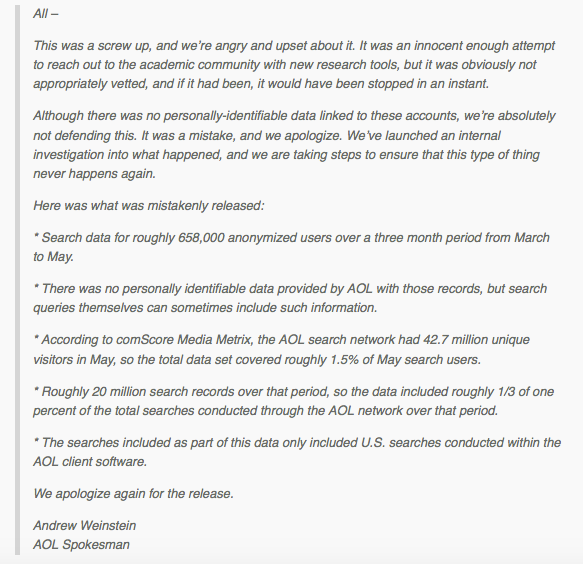 All –
This was a screw up, and we're angry and upset about it. It was an innocent enough attempt
to reach out to the academic community with new research tools, but it was obviously not
appropriately vetted, and if it had been, it would have been stopped in an instant.
Although there was no personally-identifiable data linked to these accounts, we're absolutely
not defending this. It was a mistake, and we apologize. We've launched an internal
investigation into what happened, and we are taking steps to ensure that this type of thing
never happens again.
Here was what was mistakenly released:
* Search data for roughly 658,000 anonymized users over a three month period from March
to May.
* There was no personally identifiable data provided by AOL with those records, but search
queries themselves can sometimes include such information.
* According to comScore Media Metrix, the AOL search network had 42.7 million unique
visitors in May, so the total data set covered roughly 1.5% of May search users.
* Roughly 20 million search records over that period, so the data included roughly 1/3 of one
percent of the total searches conducted through the AOL network over that period.
* The searches included as part of this data only included U.S. searches conducted within the
AOL client software.
We apologize again for the release.
Andrew Weinstein
AOL Spokesman